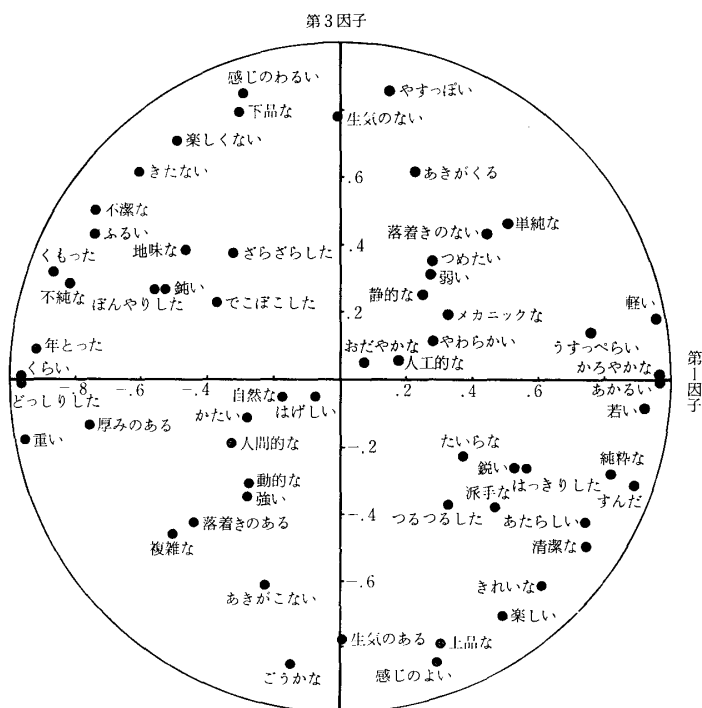 第3因子
感じのわるい
やすっぽい
下品な
生気のない
楽しくない
きたない
.6
あきがくる
不潔な
単純な
ふるい
落着きのない
地味な
.4
ざらざらした
くもった
つめたい
弱い
不純な
鈍い
ぼんやりした
静的な
でこぼこした
軽い
.2
メカニックな
年とった
おだやかな
やわらかい
うすっぺらい
くらい
人工的な
かろやかな
第1因子
-.8
-.6
-.4
-.2
.2
.4
.6
あかるい
どっしりした
自然な
はげしい
若い
厚みのある
かたい
重い
人間的な
-.2
たいらな
鋭い
はっきりした
純粋な
動的な
すんだ
強い
派手な
-.4
つるつるした
あたらしい
落着きのある
複雑な
清潔な
あきがこない
-.6
きれいな
楽しい
生気のある
上品な
ごうかな
感じのよい